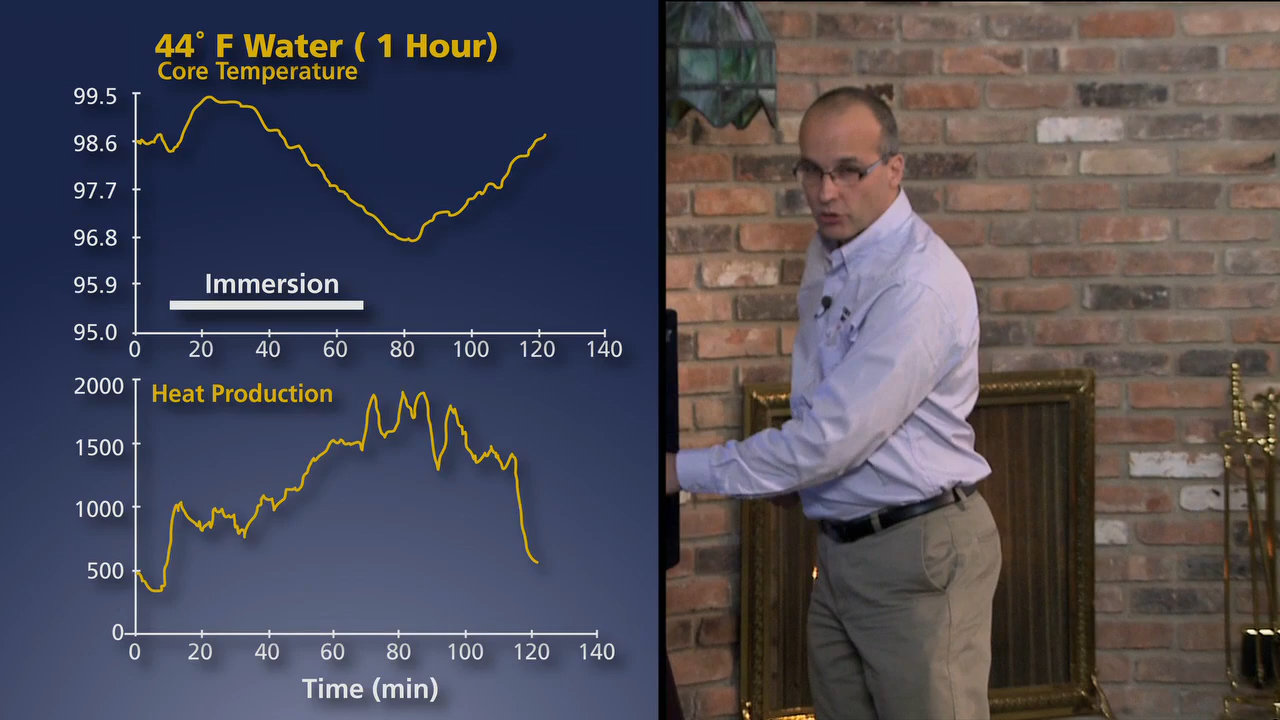 44° F Water ( 1 Hour)
Core Temperature
99.5
98.6
97.7
96.8
95.9
95.0
Immersion
0 20 40 60 80 100 120 140
Heat Production
2000
1500
1000
500
0
0 20 40 60 80 100 120 140
Time (min)